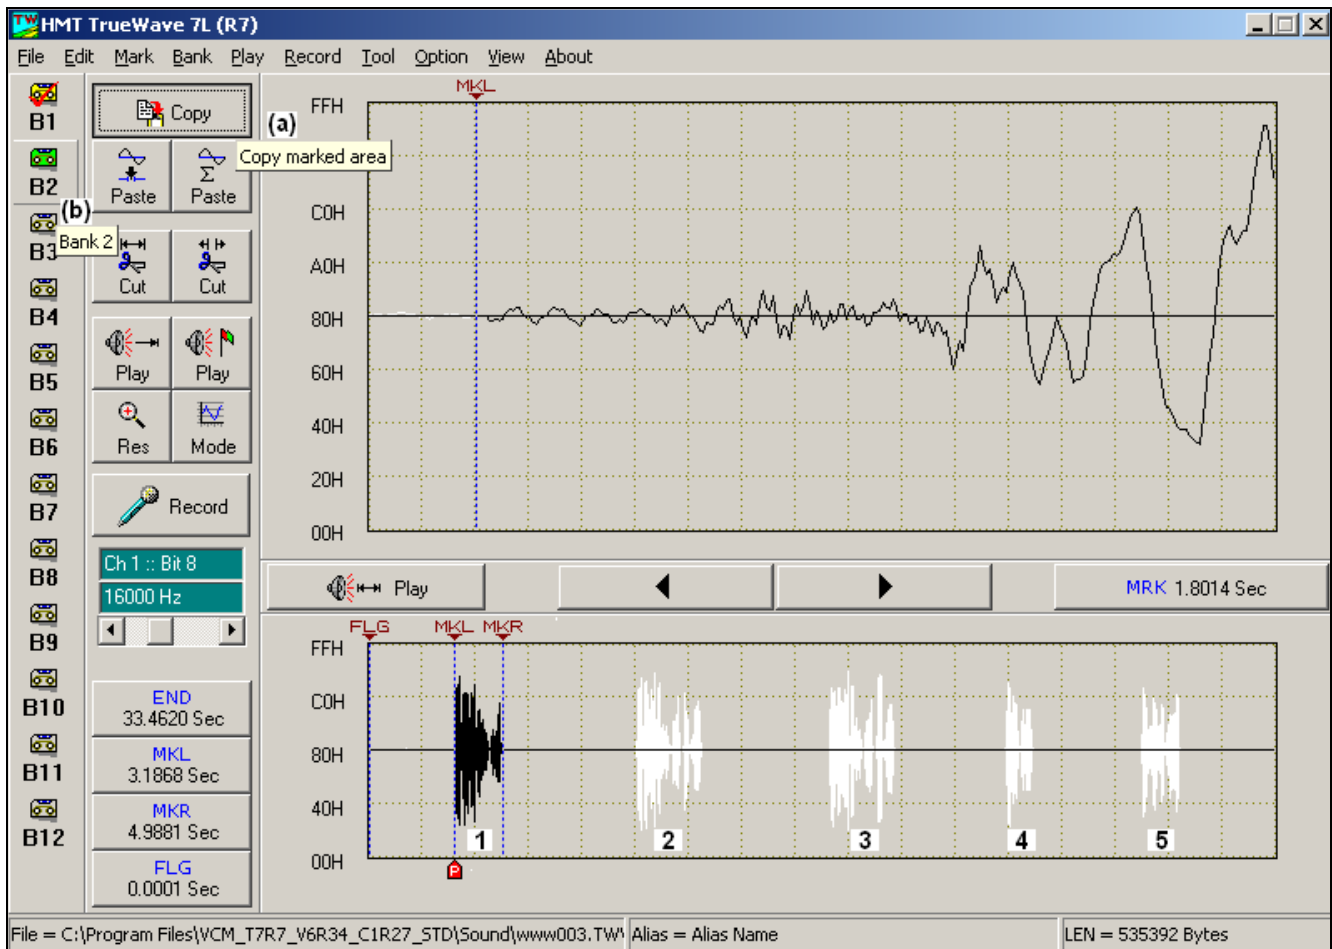 HMT TrueWave 7L (R7)
File Edit Mark Bank Play Record Tool Option View About
B1
B2
B3
B4
B5
B6
B7
B8
B9
B10
B11
B12
Copy
(a)
Copy marked area
Paste
Paste
(b)
Bank 2
Cut
Cut
Play
Play
Res
Mode
Record
Ch 1 :: Bit 8
16000 Hz
END
33.4620 Sec
MKL
3.1868 Sec
MKR
4.9881 Sec
FLG
0.0001 Sec
MKL
FFH
C0H
A0H
80H
60H
40H
20H
00H
Play
MRK 1.8014 Sec
FLG MKL MKR
FFH
C0H
80H
40H
00H
1 2 3 4 5
P
File = C:\Program Files\VCM_T7R7_V6R34_C1R27_STD\Sound\www003.TW
Alias = Alias Name
LEN = 535392 Bytes